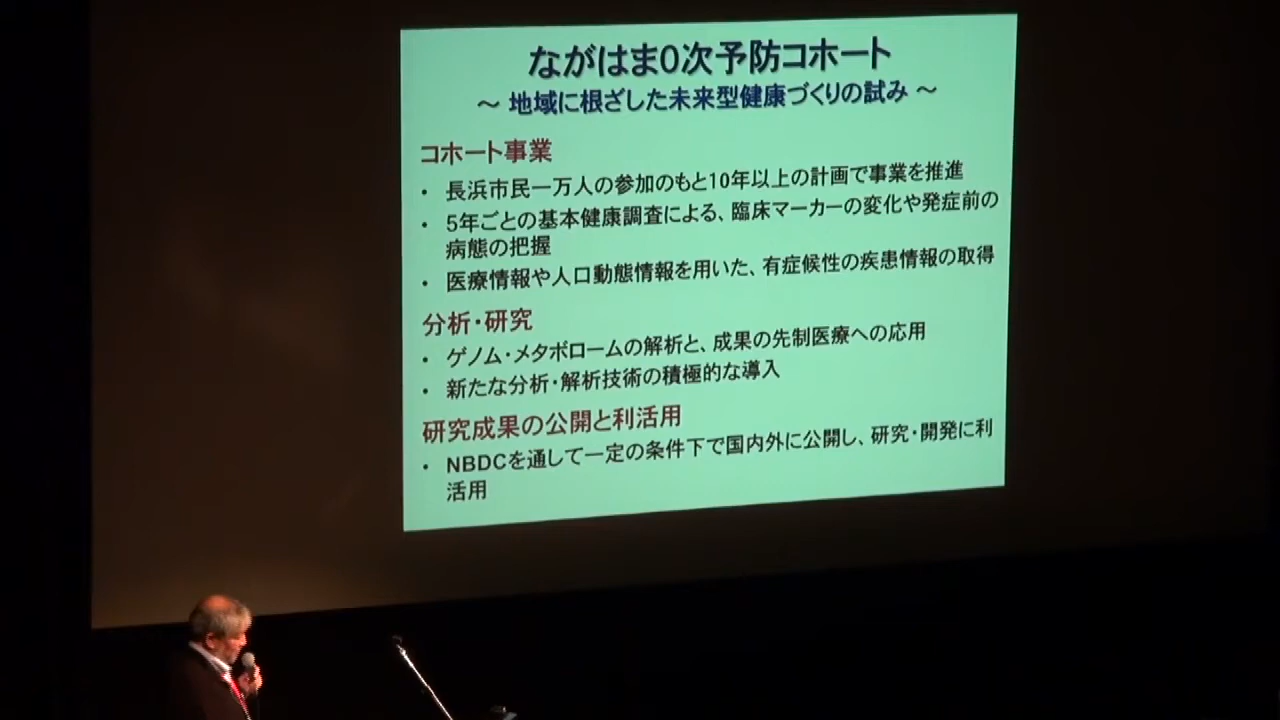 ながはま0次予防コホート
～ 地域に根ざした未来型健康づくりの試み ～
コホート事業
• 長浜市民一万人の参加のもと10年以上の計画で事業を推進
• 5年ごとの基本健康調査による、臨床マーカーの変化や発症前の
病態の把握
• 医療情報や人口動態情報を用いた、有症候性の疾患情報の取得
分析・研究
• ゲノム・メタボロームの解析と、成果の先制医療への応用
• 新たな分析・解析技術の積極的な導入
研究成果の公開と利活用
• NBDCを通して一定の条件下で国内外に公開し、研究・開発に利
活用